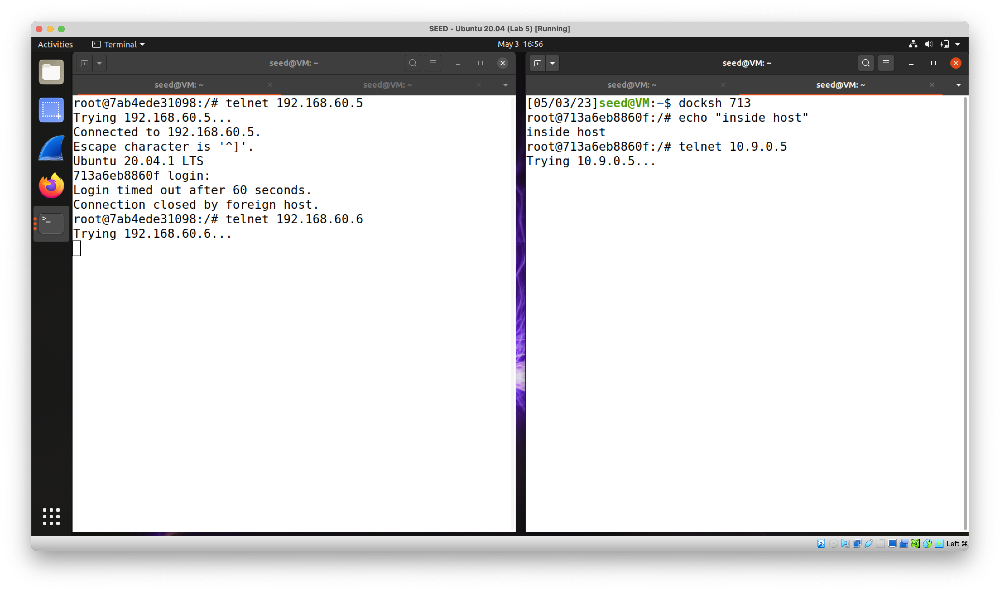 SEED - Ubuntu 20.04 (Lab 5) [Running]
Activities
Terminal
May 3 16:56
seed@VM: ~
seed@VM: ~
seed@VM: ~
root@7ab4ede31098:/# telnet 192.168.60.5
Trying 192.168.60.5...
Connected to 192.168.60.5.
Escape character is '^]'.
Ubuntu 20.04.1 LTS
713a6eb8860f login:
Login timed out after 60 seconds.
Connection closed by foreign host.
root@7ab4ede31098:/# telnet 192.168.60.6
Trying 192.168.60.6...
seed@VM: ~
seed@VM: ~
seed@VM: ~
[05/03/23]seed@VM:~$ docksh 713
root@713a6eb8860f:/# echo "inside host"
inside host
root@713a6eb8860f:/# telnet 10.9.0.5
Trying 10.9.0.5...
Left ⌘